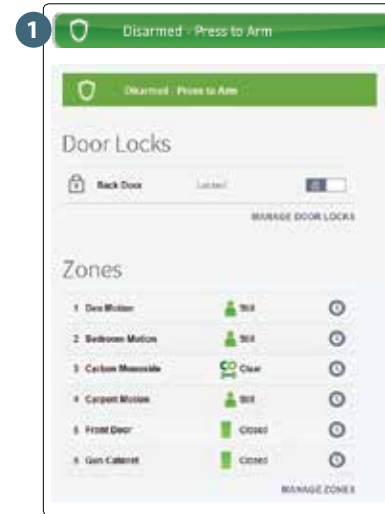 1
Disarmed - Press to Arm
Disarmed - Press to Arm
Door Locks
Back Door Locked
MANAGE DOOR LOCKS
Zones
1 Den Motion Still
2 Bedroom Motion Still
3 Carbon Monoxide CO Clear
4 Carport Motion Still
5 Front Door Closed
6 Gun Cabinet Closed
MANAGE ZONES